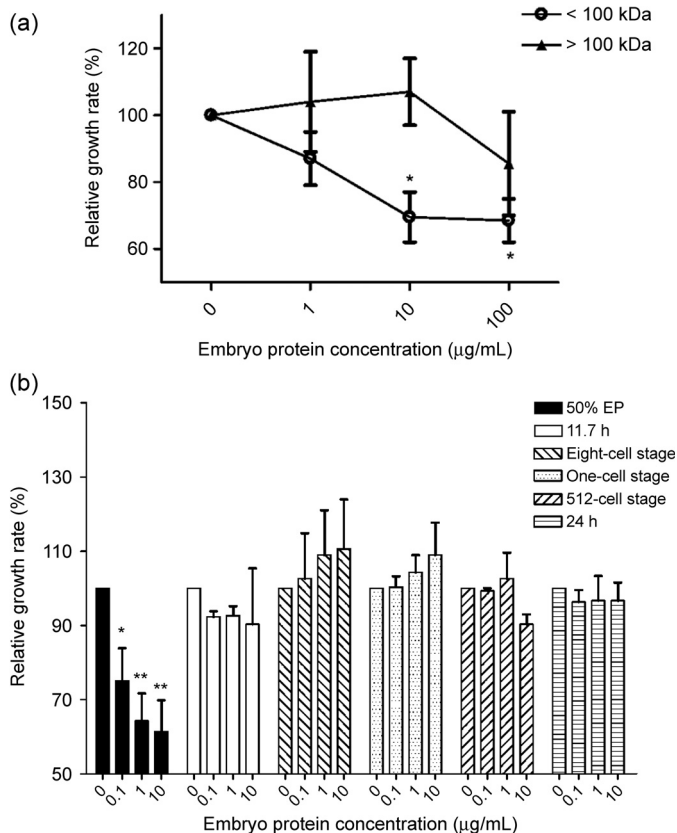 (a)
< 100 kDa
> 100 kDa
Relative growth rate (%)
120
100
80
60
*
*
0
1
10
100
Embryo protein concentration (μg/mL)
(b)
50% EP
11.7 h
Eight-cell stage
One-cell stage
512-cell stage
24 h
Relative growth rate (%)
150
130
110
90
70
50
*
**
**
0 0.1 1 10 0 0.1 1 10 0 0.1 1 10 0 0.1 1 10 0 0.1 1 10 0 0.1 1 10
Embryo protein concentration (μg/mL)